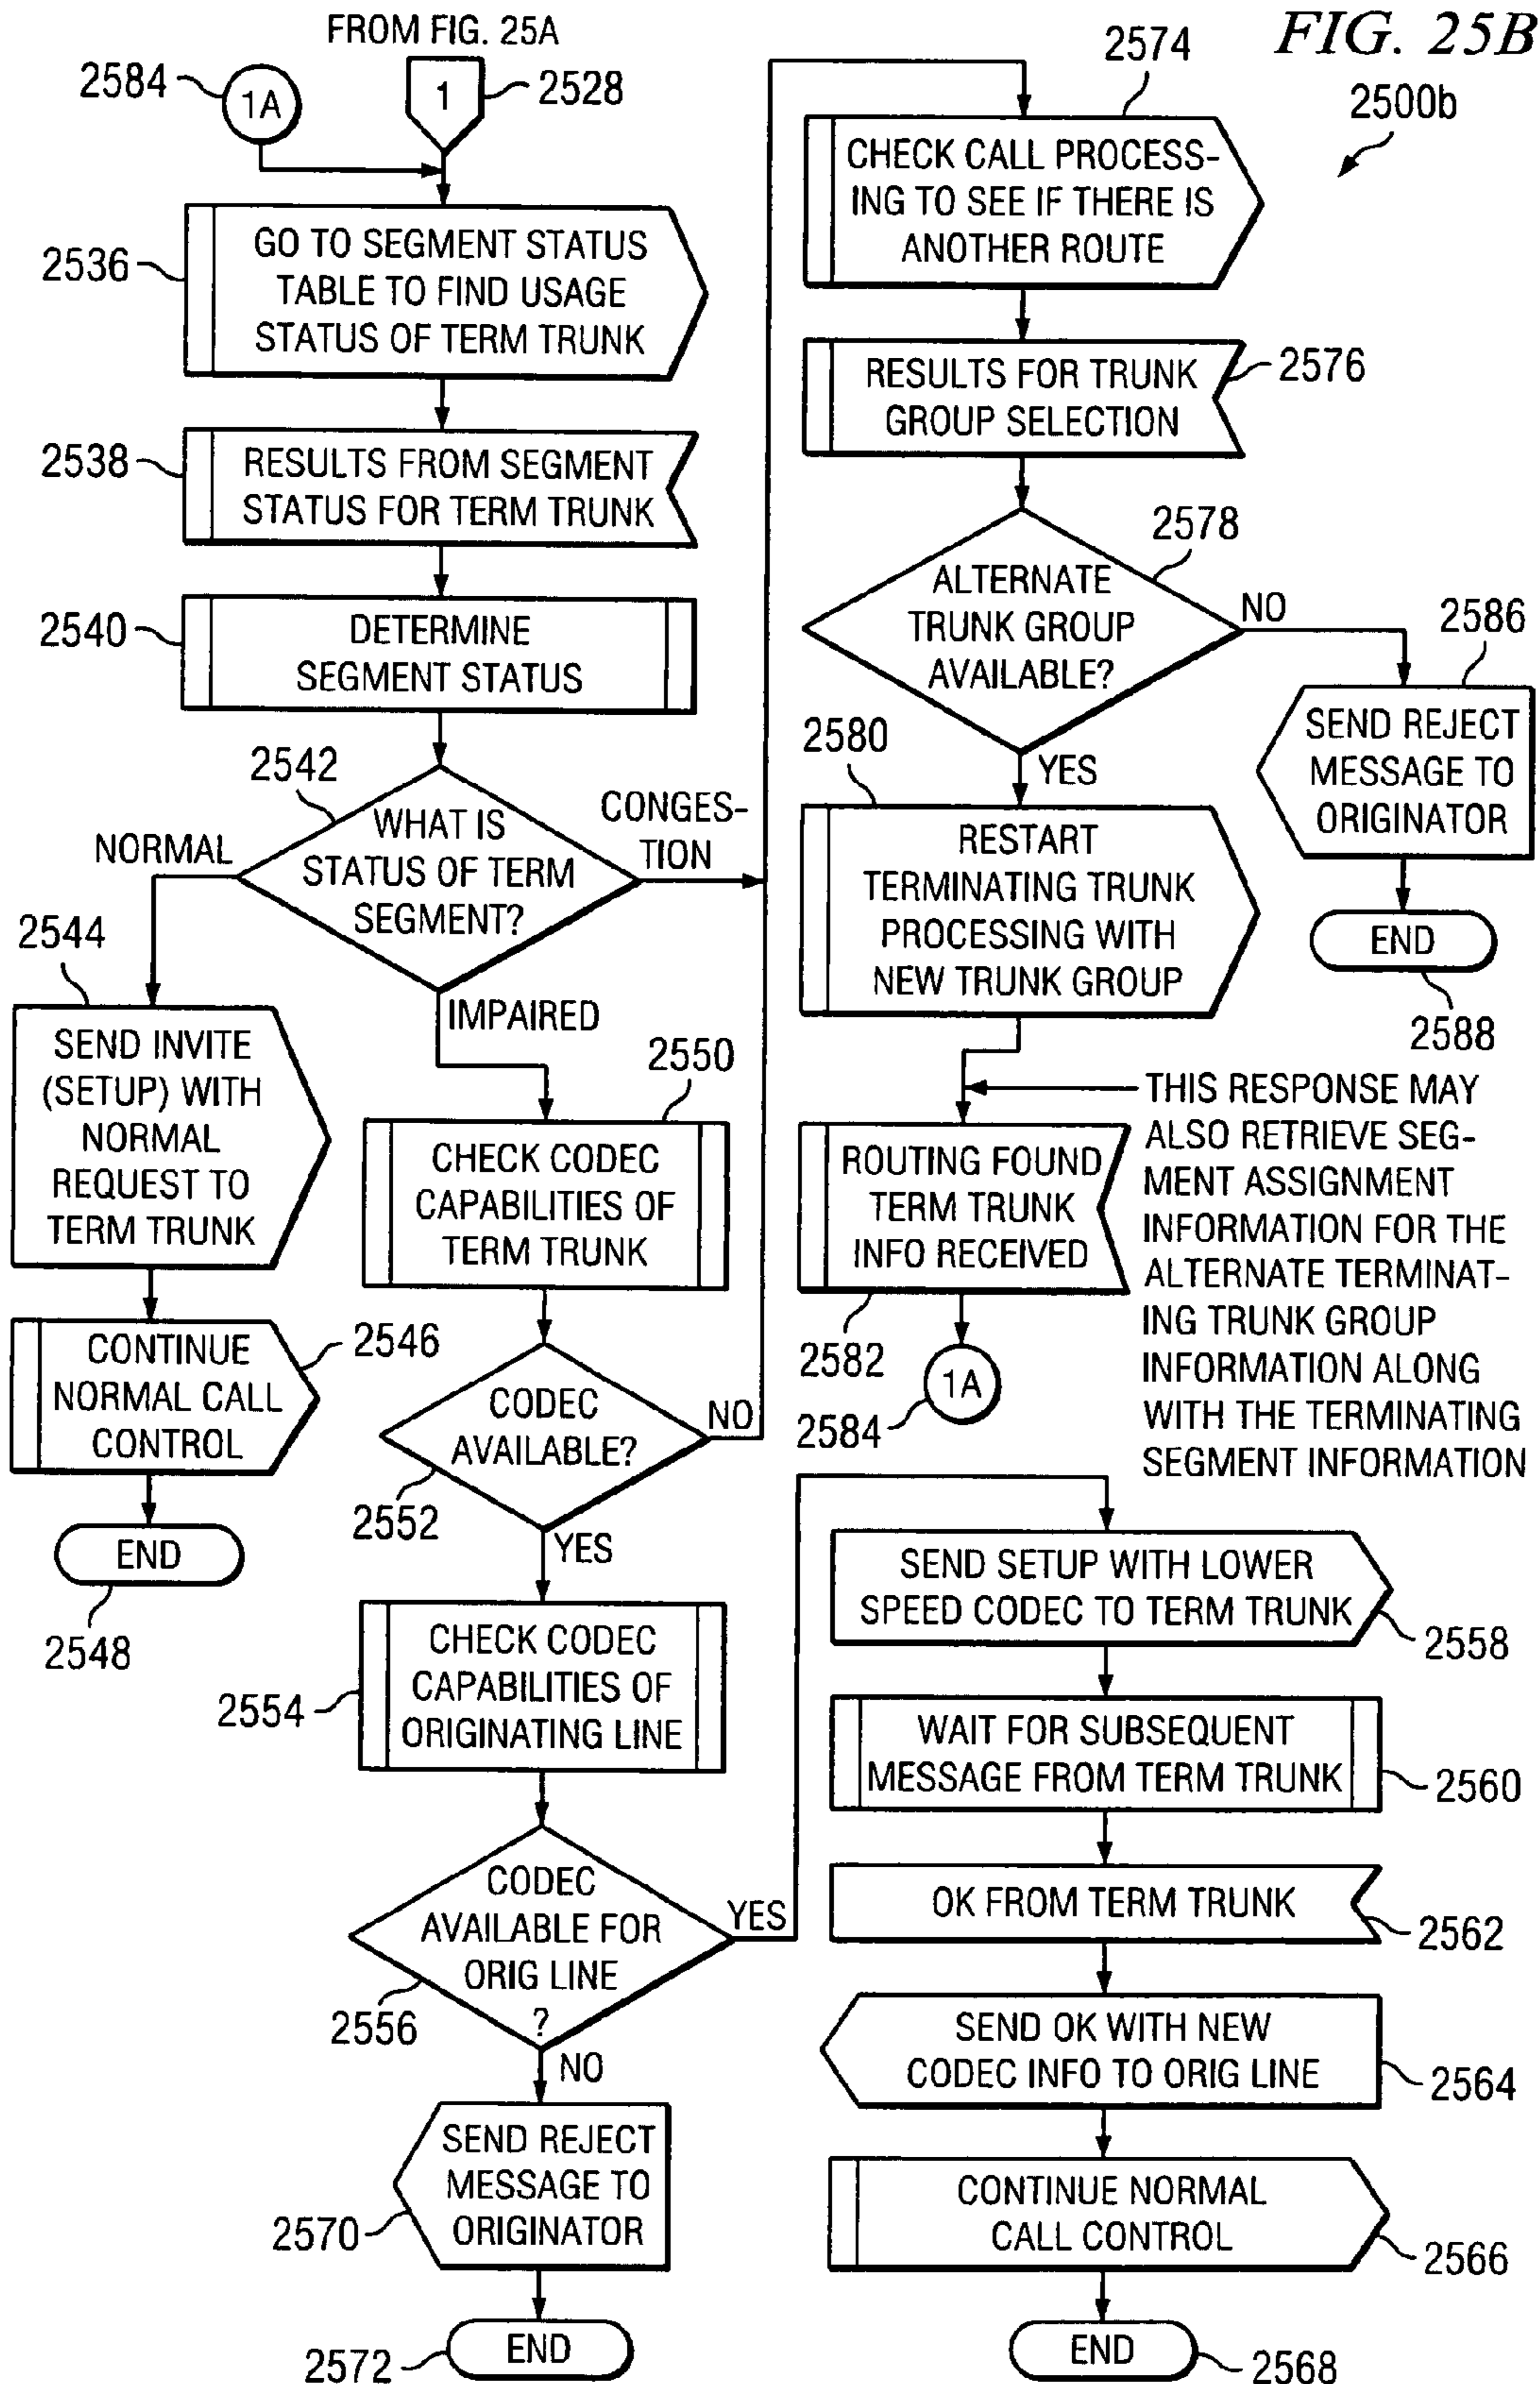 FIG. 25B
2500b
FROM FIG. 25A
2584
1A
1
2528
2536
GO TO SEGMENT STATUS
TABLE TO FIND USAGE
STATUS OF TERM TRUNK
2538
RESULTS FROM SEGMENT
STATUS FOR TERM TRUNK
2540
DETERMINE
SEGMENT STATUS
2542
WHAT IS
STATUS OF TERM
SEGMENT?
NORMAL
CONGES-
TION
IMPAIRED
2544
SEND INVITE
(SETUP) WITH
NORMAL
REQUEST TO
TERM TRUNK
2546
CONTINUE
NORMAL CALL
CONTROL
END
2548
2550
CHECK CODEC
CAPABILITIES OF
TERM TRUNK
CODEC
AVAILABLE?
NO
2552
YES
CHECK CODEC
CAPABILITIES OF
ORIGINATING LINE
2554
CODEC
AVAILABLE FOR
ORIG LINE
?
YES
2556
NO
SEND REJECT
MESSAGE TO
ORIGINATOR
2570
END
2572
2574
CHECK CALL PROCESS-
ING TO SEE IF THERE IS
ANOTHER ROUTE
RESULTS FOR TRUNK
GROUP SELECTION
2576
2578
ALTERNATE
TRUNK GROUP
AVAILABLE?
NO
2586
SEND REJECT
MESSAGE TO
ORIGINATOR
END
2588
YES
2580
RESTART
TERMINATING TRUNK
PROCESSING WITH
NEW TRUNK GROUP
ROUTING FOUND
TERM TRUNK
INFO RECEIVED
2582
1A
2584
THIS RESPONSE MAY
ALSO RETRIEVE SEG-
MENT ASSIGNMENT
INFORMATION FOR THE
ALTERNATE TERMINAT-
ING TRUNK GROUP
INFORMATION ALONG
WITH THE TERMINATING
SEGMENT INFORMATION
SEND SETUP WITH LOWER
SPEED CODEC TO TERM TRUNK
2558
WAIT FOR SUBSEQUENT
MESSAGE FROM TERM TRUNK
2560
OK FROM TERM TRUNK
2562
SEND OK WITH NEW
CODEC INFO TO ORIG LINE
2564
CONTINUE NORMAL
CALL CONTROL
2566
END
2568